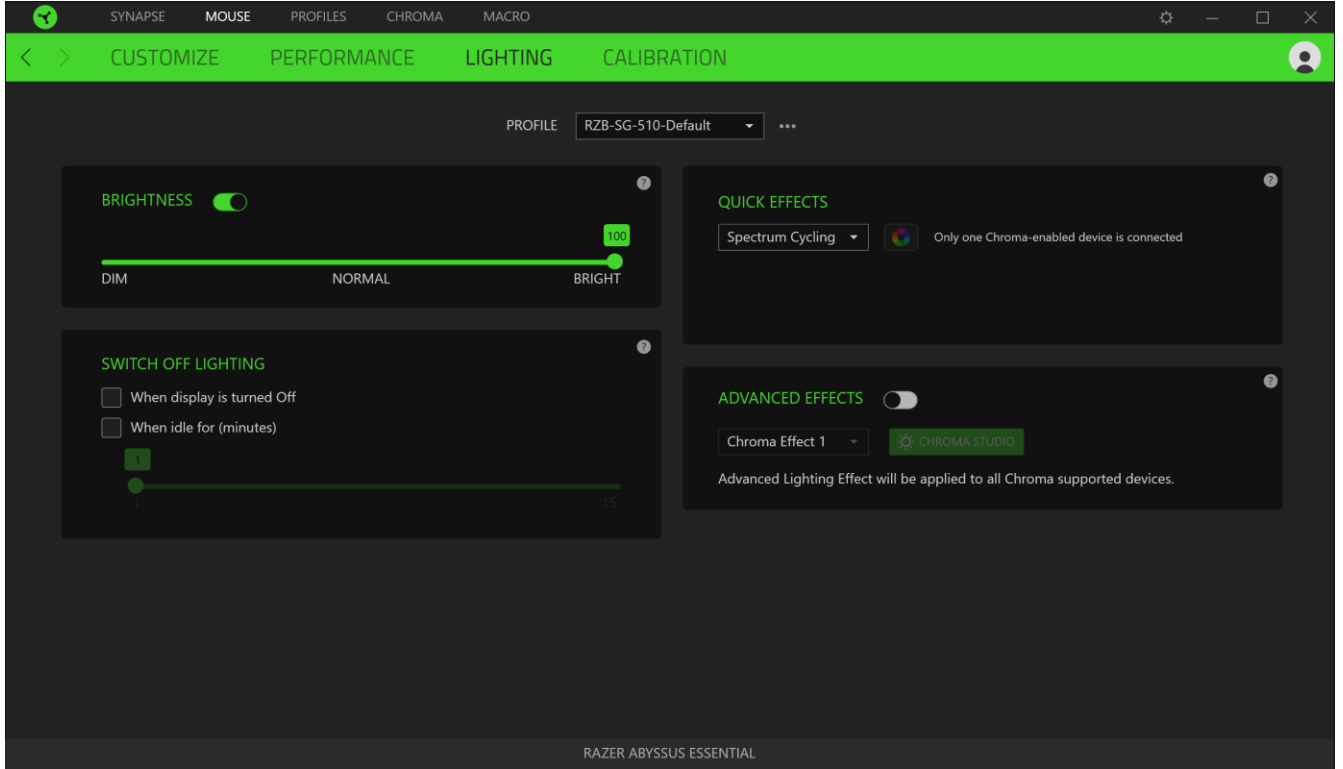 SYNAPSE MOUSE PROFILES CHROMA MACRO
CUSTOMIZE PERFORMANCE LIGHTING CALIBRATION
PROFILE RZB-SG-510-Default
BRIGHTNESS
100
DIM NORMAL BRIGHT
SWITCH OFF LIGHTING
When display is turned Off
When idle for (minutes)
1
1 15
QUICK EFFECTS
Spectrum Cycling Only one Chroma-enabled device is connected
ADVANCED EFFECTS
Chroma Effect 1 CHROMA STUDIO
Advanced Lighting Effect will be applied to all Chroma supported devices.
RAZER ABYSSUS ESSENTIAL